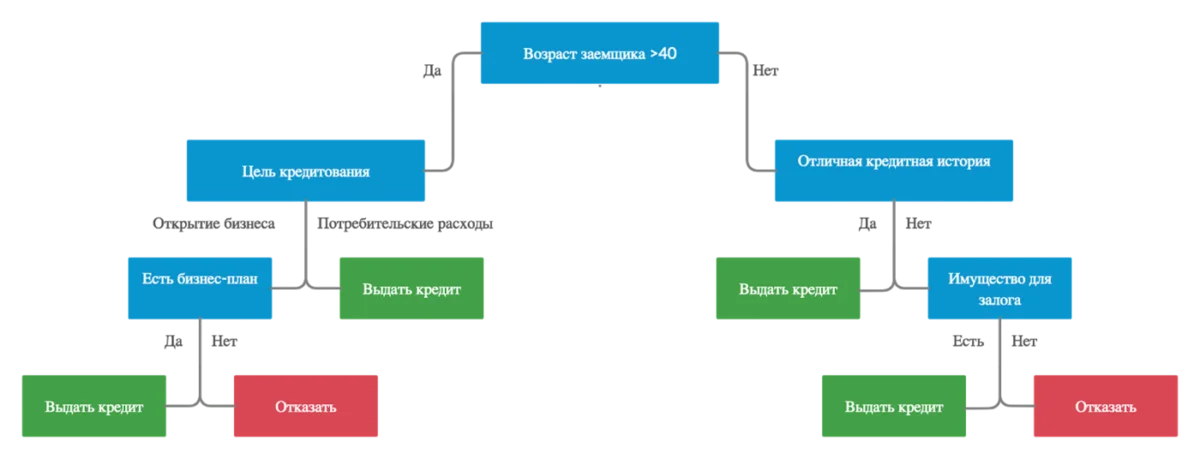 Возраст заемщика >40
Да
Нет
Цель кредитования
Отличная кредитная история
Открытие бизнеса
Потребительские расходы
Да
Нет
Есть бизнес-план
Выдать кредит
Выдать кредит
Имущество для
залога
Да
Нет
Есть
Нет
Выдать кредит
Отказать
Выдать кредит
Отказать